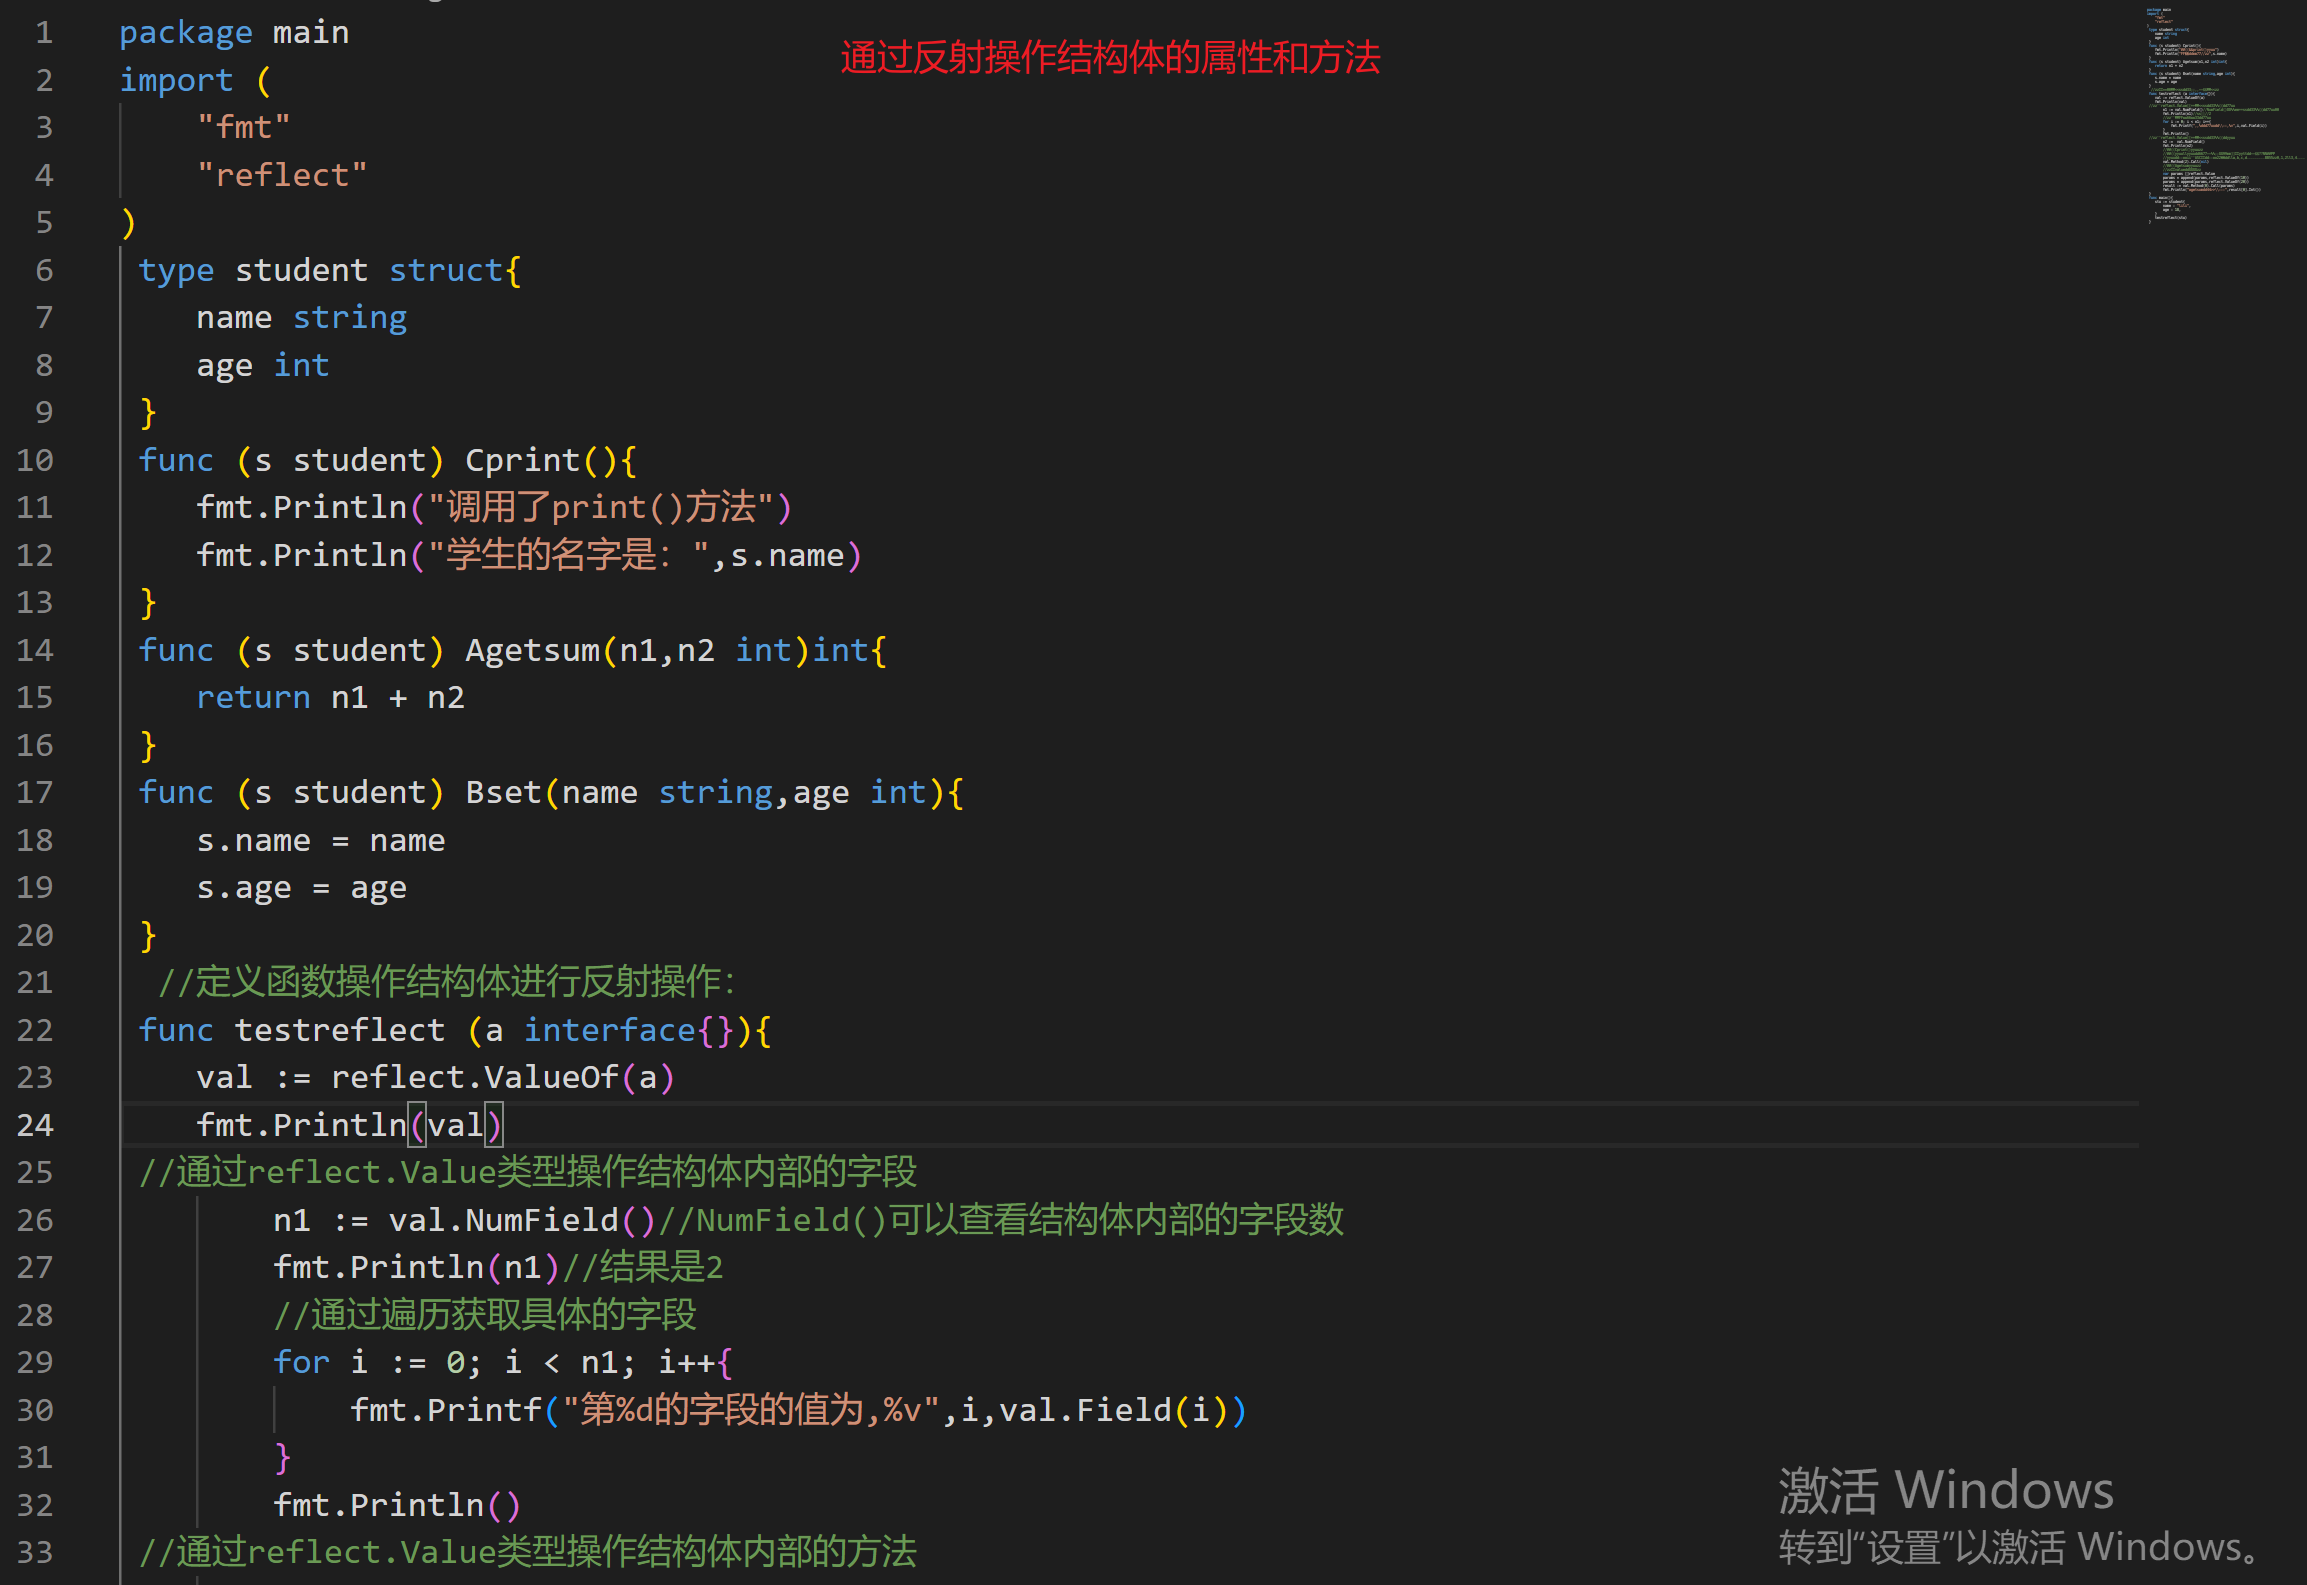 通过反射操作结构体的属性和方法
1 package main
2 import (
3 "fmt"
4 "reflect"
5 )
6 type student struct{
7 name string
8 age int
9 }
10 func (s student) Cprint(){
11 fmt.Println("调用了print()方法")
12 fmt.Println("学生的名字是：",s.name)
13 }
14 func (s student) Agetsum(n1,n2 int)int{
15 return n1 + n2
16 }
17 func (s student) Bset(name string,age int){
18 s.name = name
19 s.age = age
20 }
21 //定义函数操作结构体进行反射操作：
22 func testreflect (a interface{}){
23 val := reflect.ValueOf(a)
24 fmt.Println(val)
25 //通过reflect.Value类型操作结构体内部的字段
26 n1 := val.NumField()//NumField()可以查看结构体内部的字段数
27 fmt.Println(n1)//结果是2
28 //通过遍历获取具体的字段
29 for i := 0; i < n1; i++{
30 fmt.Printf("第%d的字段的值为,%v",i,val.Field(i))
31 }
32 fmt.Println()
33 //通过reflect.Value类型操作结构体内部的方法
激活 Windows
转到“设置”以激活 Windows。